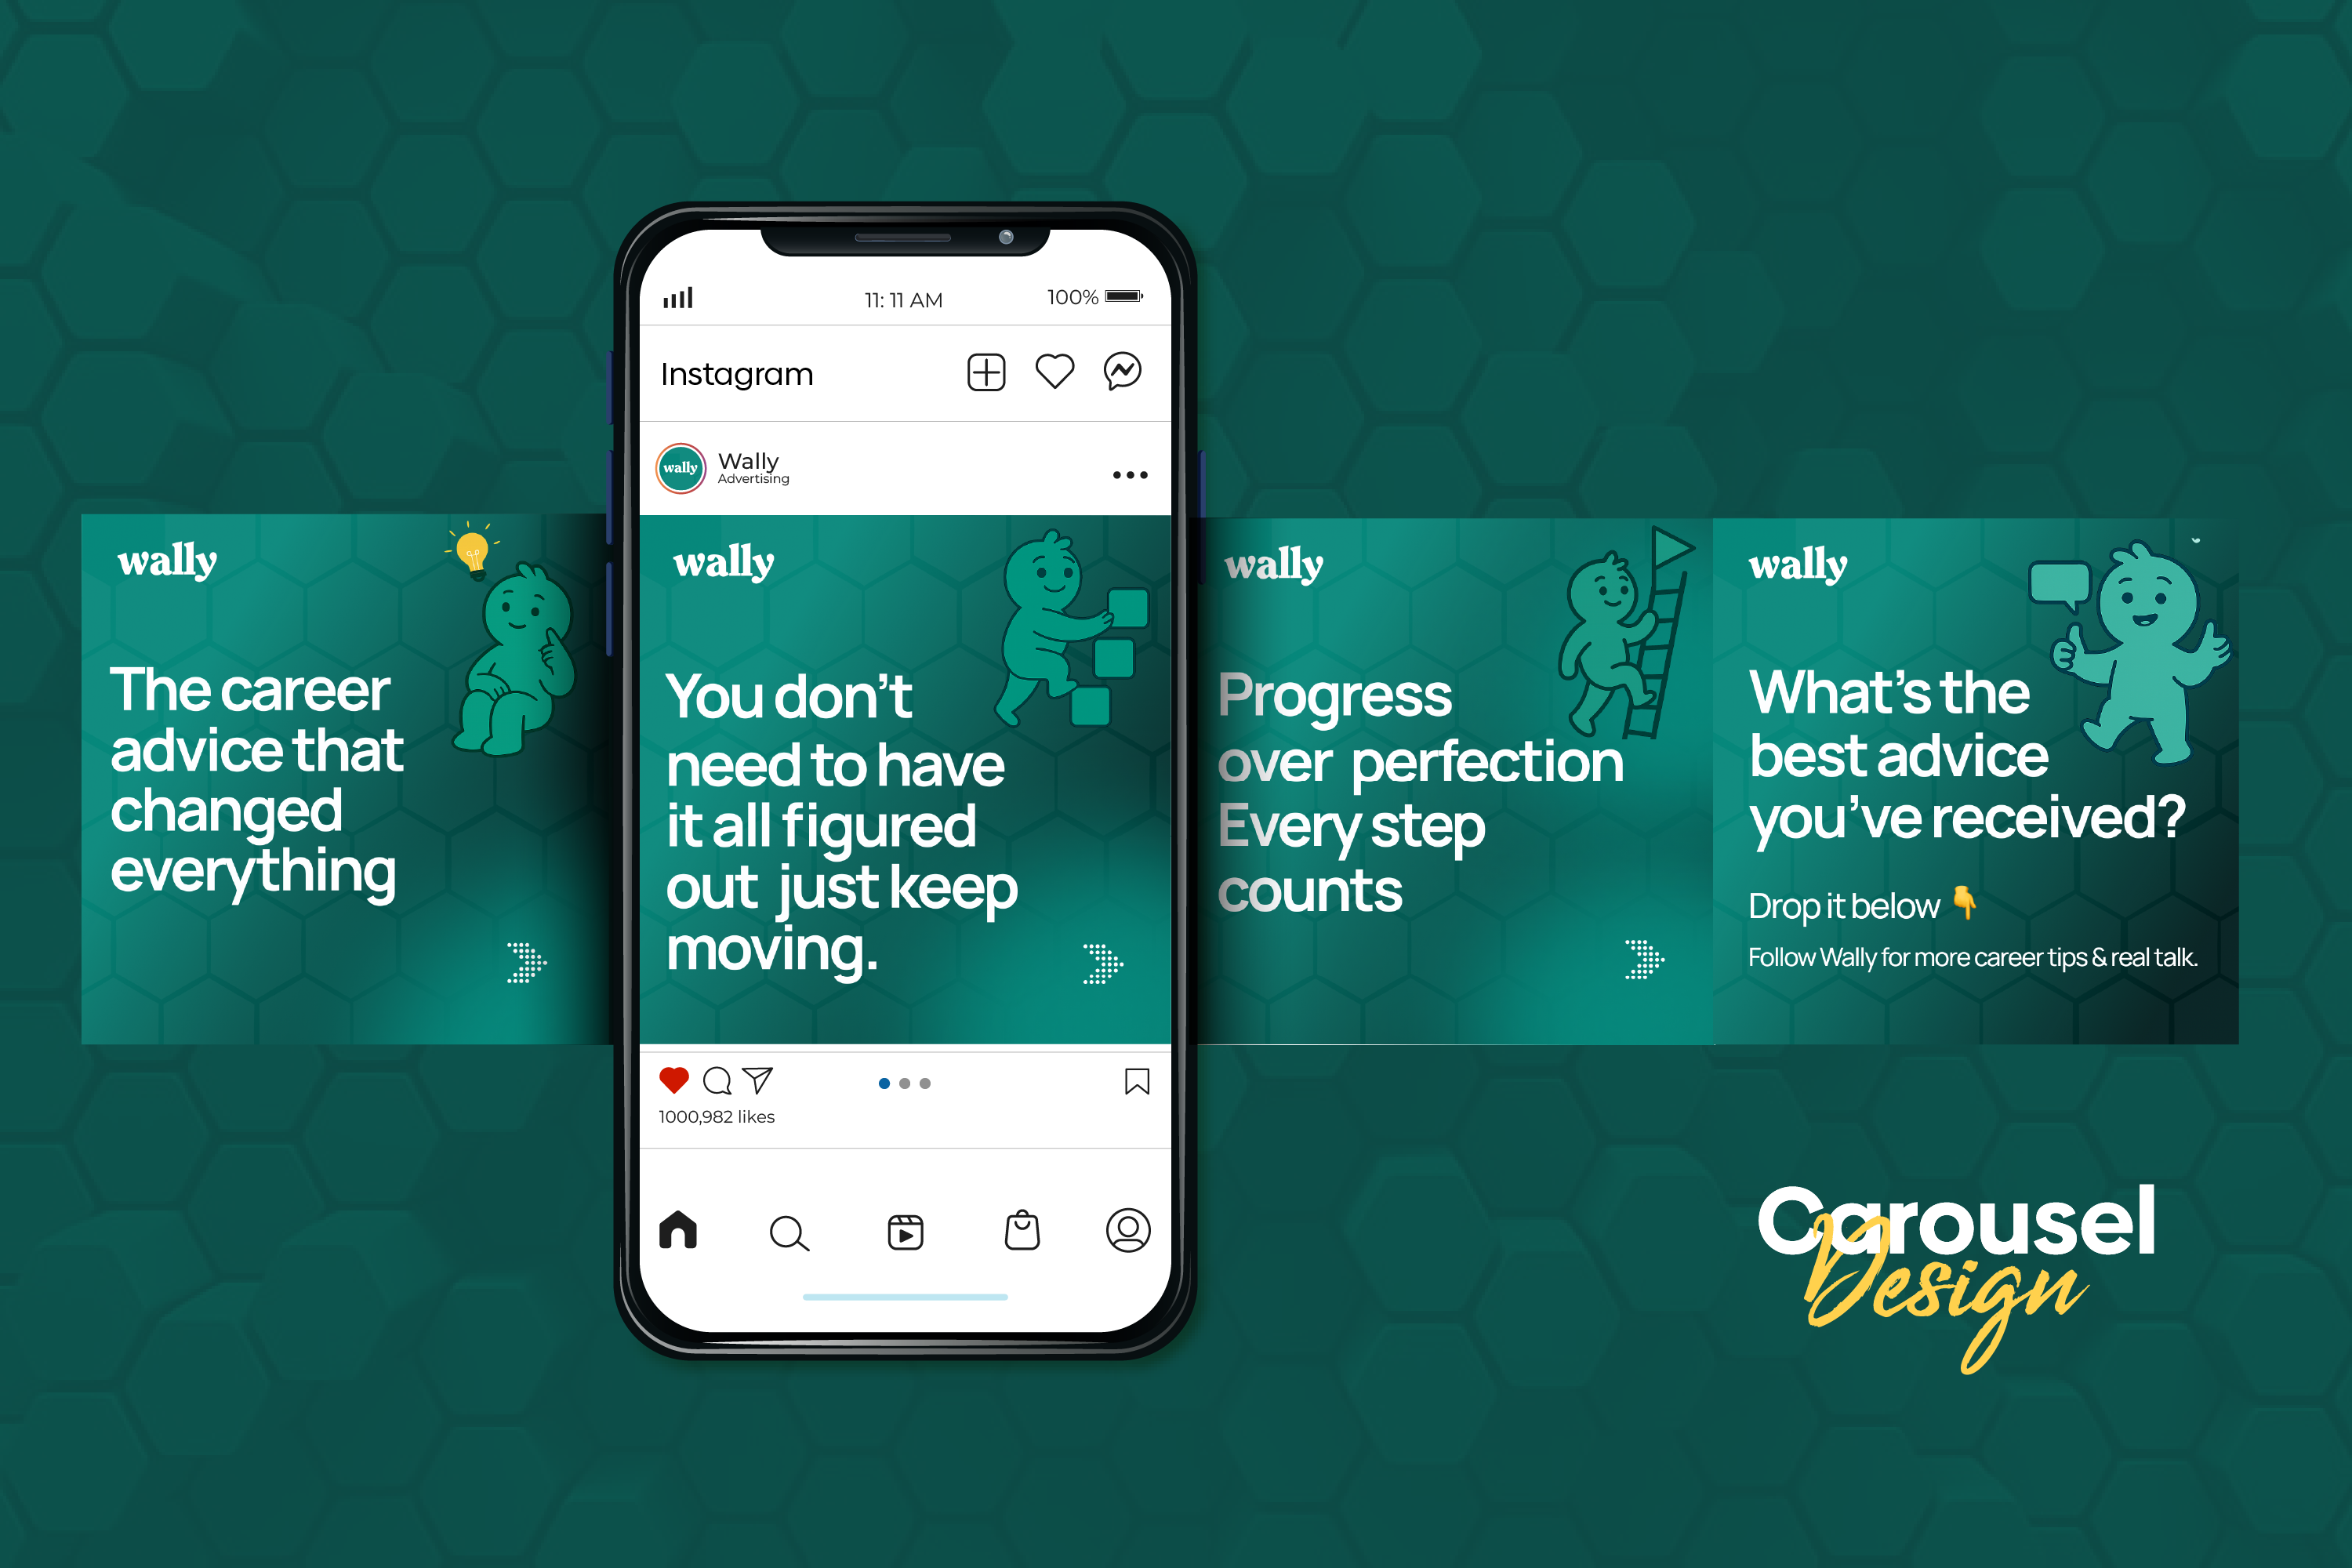 11: 11 AM
100%
Instagram
wally
Wally
Advertising
wally
The career
advice that
changed
everything
wally
You don't
need to have
it all figured
out just keep
moving.
wally
Progress
over perfection
Every step
counts
wally
What's the
best advice
you've received?
Drop it below 👇
Follow Wally for more career tips & real talk.
1000,982 likes
Carousel
Design